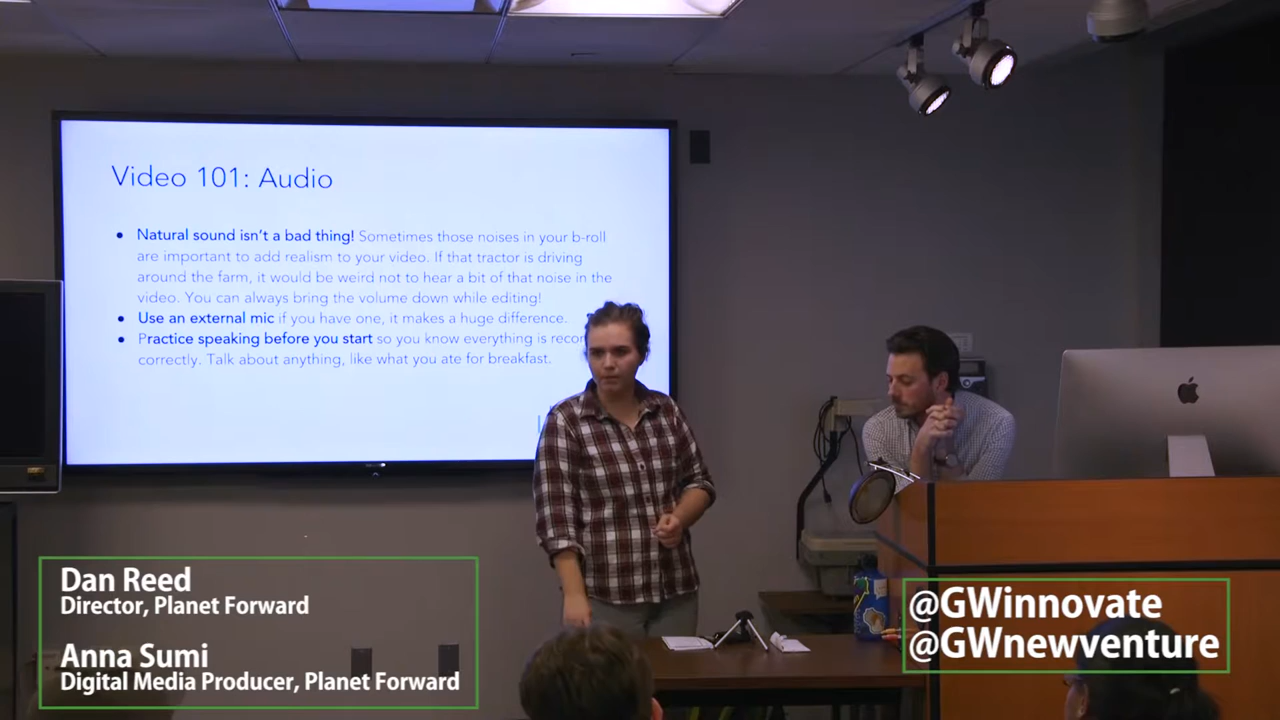 Video 101: Audio
● Natural sound isn't a bad thing! Sometimes those noises in your b-roll
are important to add realism to your video. If that tractor is driving
around the farm, it would be weird not to hear a bit of that noise in the
video. You can always bring the volume down while editing!
● Use an external mic if you have one, it makes a huge difference.
● Practice speaking before you start so you know everything is
correctly. Talk about anything, like what you ate for breakfast.
Dan Reed
Director, Planet Forward
Anna Sumi
Digital Media Producer, Planet Forward
@GWinnovate
@GWnewventure